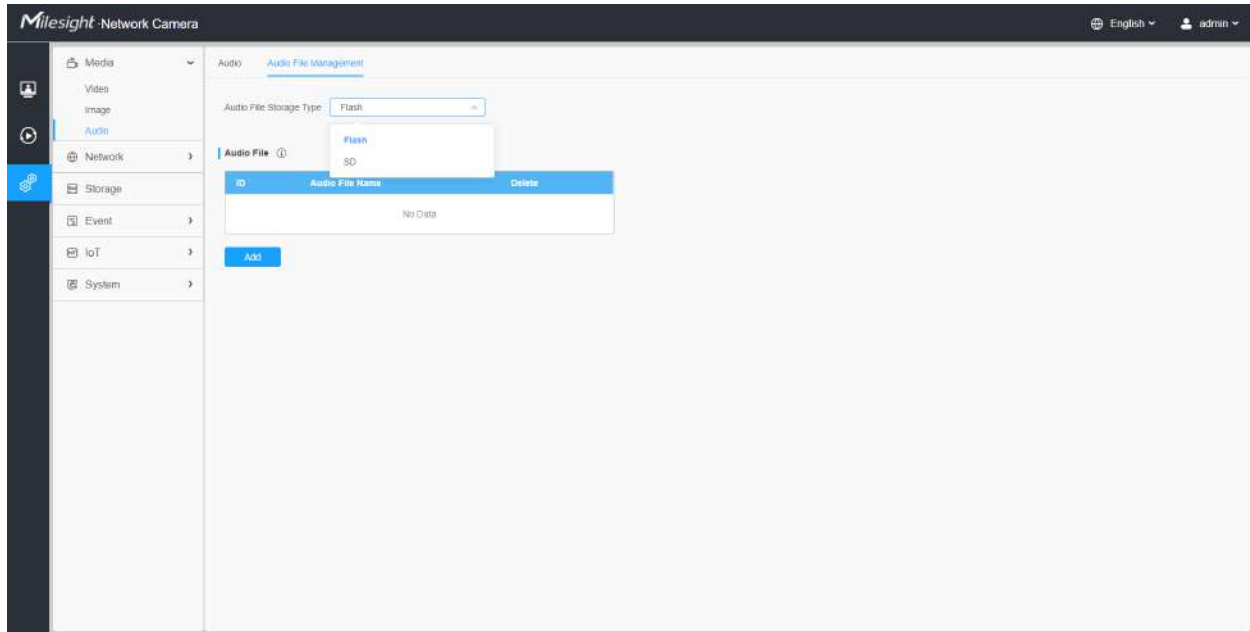 Milesight Network Camera
English
admin
Media
Video
Image
Audio
Network
Storage
Event
IoT
System
Audio
Audio File Management
Audio File Storage Type
Flash
Flash
SD
Audio File
ID
Audio File Name
Delete
No Data
Add